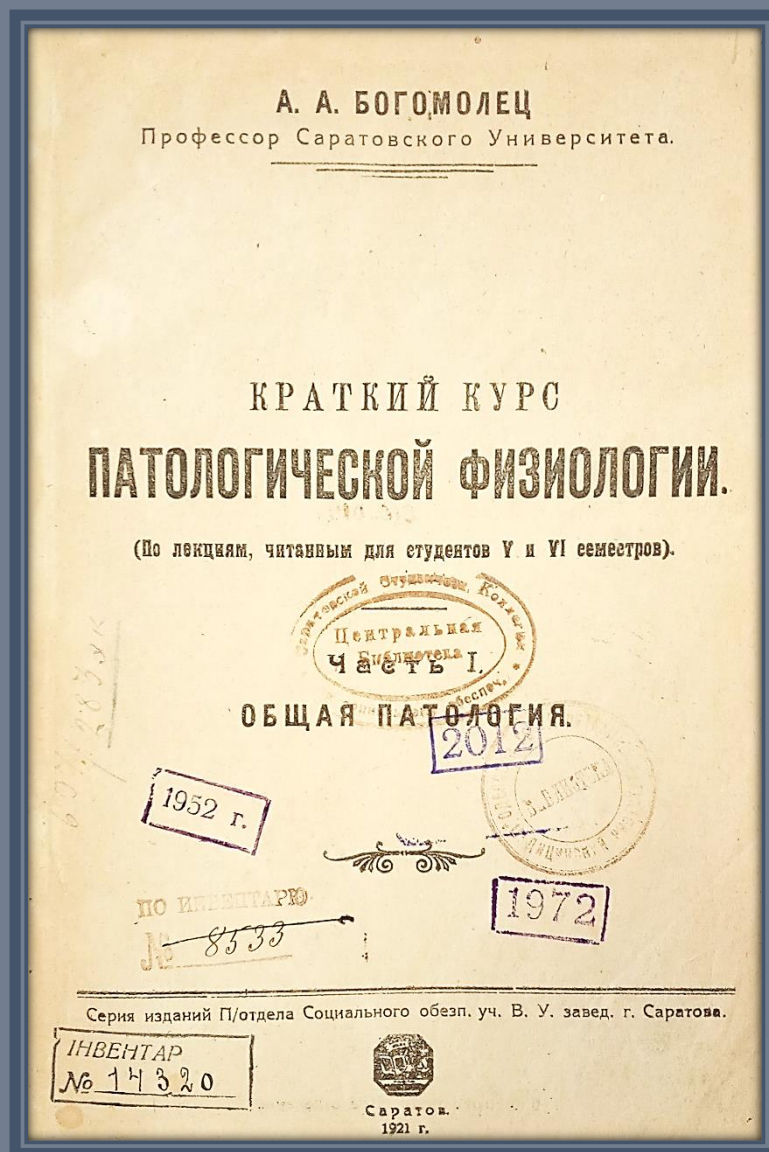 А. А. БОГОМОЛЕЦ
Профессор Саратовского Университета.
КРАТКИЙ КУРС
ПАТОЛОГИЧЕСКОЙ ФИЗИОЛОГИИ.
(По лекциям, читанным для студентов V и VI семестров).
Центральная
Библиотека
Часть I.
ОБЩАЯ ПАТОЛОГИЯ.
2012
1952 г.
1972
ПО ИНВЕНТАРЮ
№ 8533
Серия изданий П/отдела Социального обезп. уч. В. У. завед. г. Саратова.
ІНВЕНТАР
№ 14320
Саратов.
1921 г.